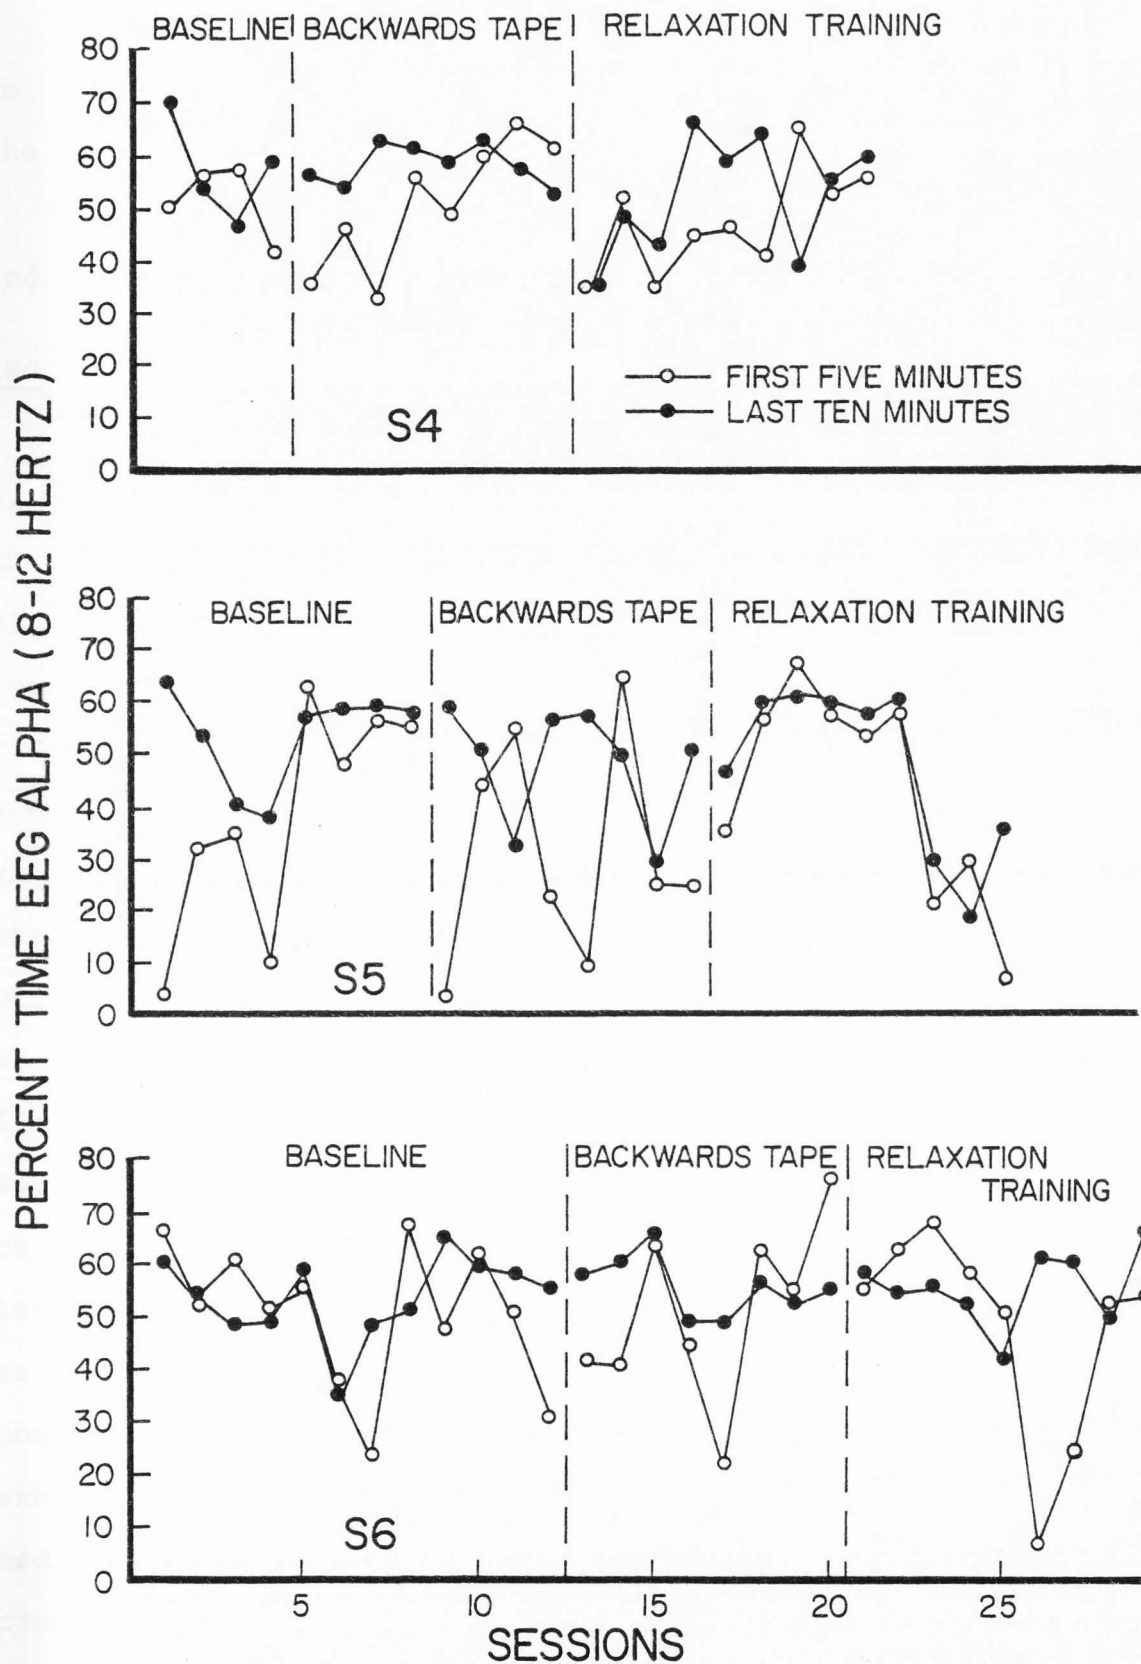 PERCENT TIME EEG ALPHA (8-12 HERTZ)
BASELINE BACKWARDS TAPE RELAXATION TRAINING
80
70
60
50
40
30
20
10
0
FIRST FIVE MINUTES
LAST TEN MINUTES
S4
BASELINE BACKWARDS TAPE RELAXATION TRAINING
80
70
60
50
40
30
20
10
0
S5
BASELINE BACKWARDS TAPE RELAXATION
TRAINING
80
70
60
50
40
30
20
10
0
S6
5 10 15 20 25
SESSIONS